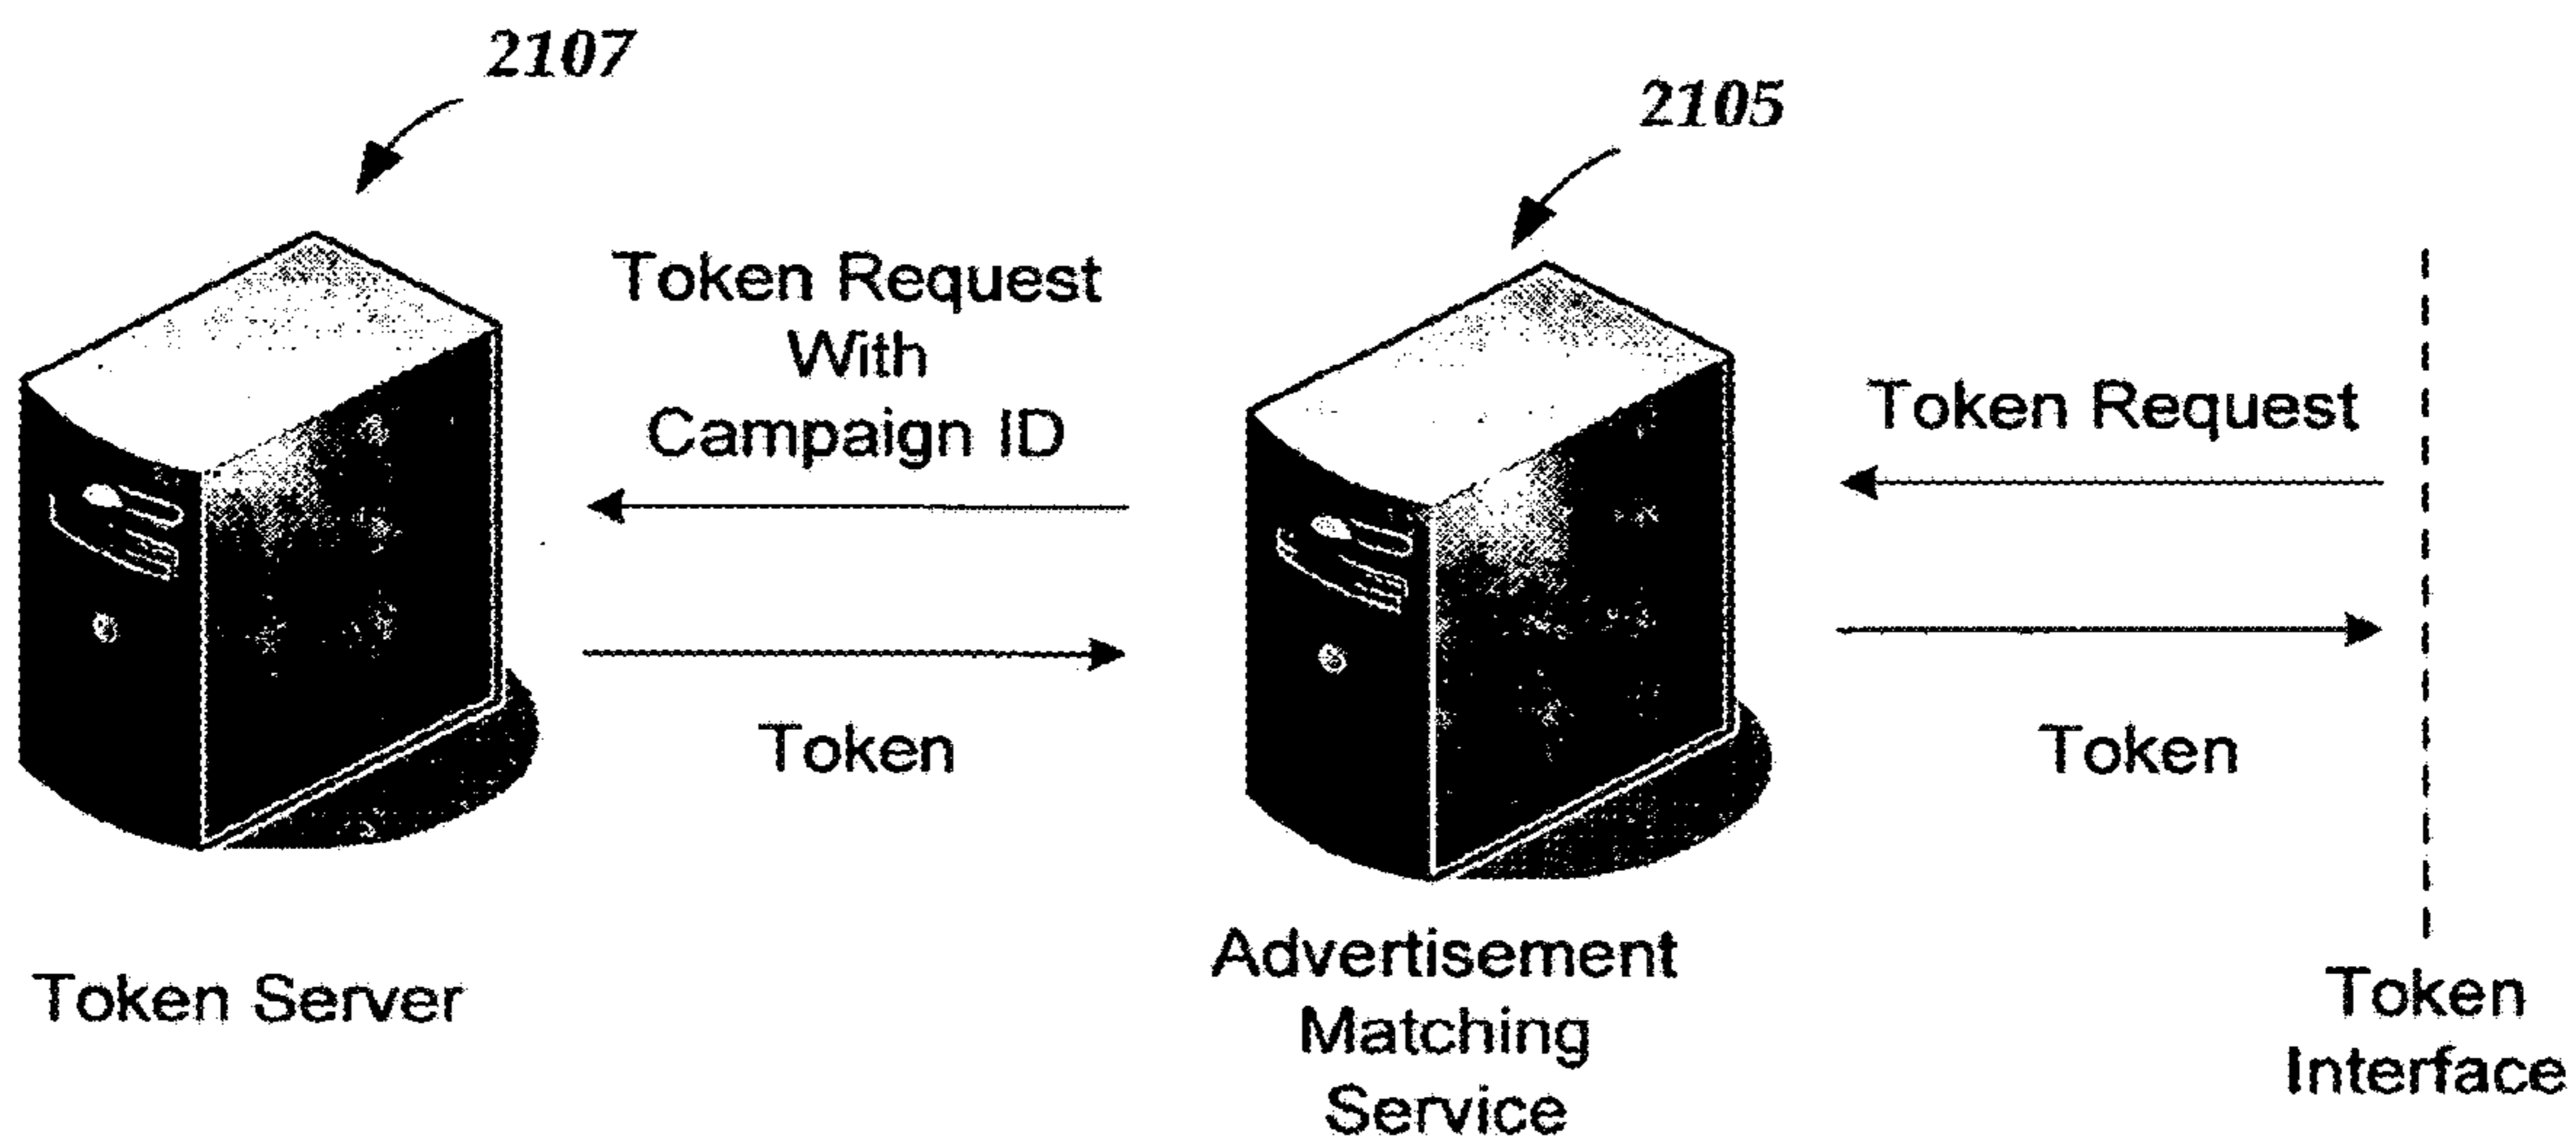 2107
2105
Token Request
With
Campaign ID
Token Request
Token
Token
Token Server
Advertisement
Matching
Service
Token
Interface